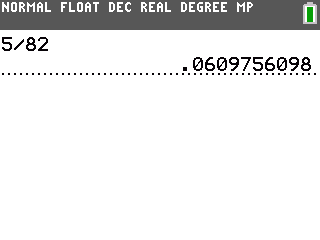 NORMAL FLOAT DEC REAL DEGREE MP
5/82
.0609756098